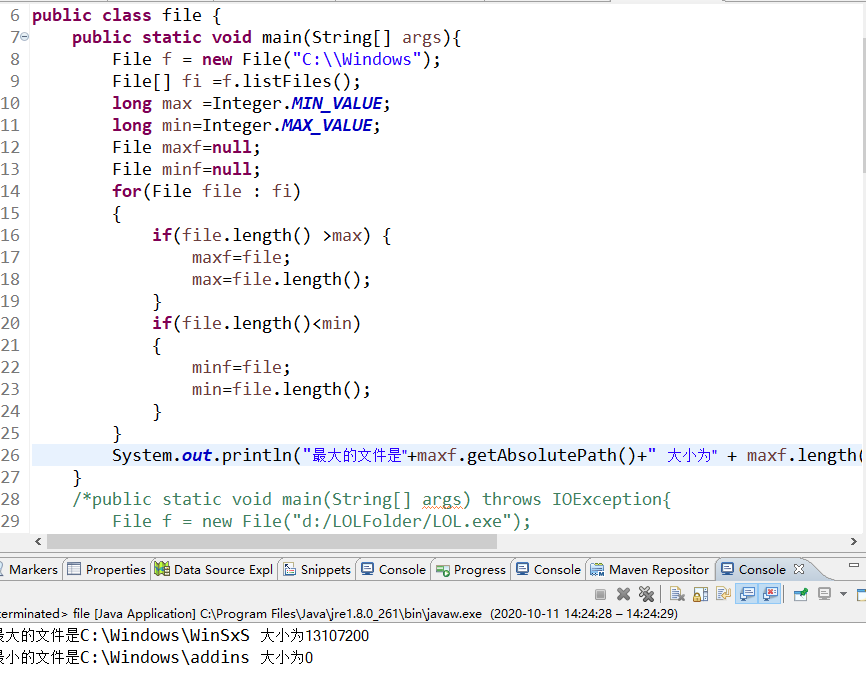 6 public class file {
7 public static void main(String[] args){
8 File f = new File("C:\\Windows");
9 File[] fi =f.listFiles();
10 long max =Integer.MIN_VALUE;
11 long min=Integer.MAX_VALUE;
12 File maxf=null;
13 File minf=null;
14 for(File file : fi)
15 {
16 if(file.length() >max) {
17 maxf=file;
18 max=file.length();
19 }
20 if(file.length()<min)
21 {
22 minf=file;
23 min=file.length();
24 }
25 }
26 System.out.println("最大的文件是"+maxf.getAbsolutePath()+" 大小为" + maxf.length(
27 }
28 /*public static void main(String[] args) throws IOException{
29 File f = new File("d:/LOLFolder/LOL.exe");
Markers Properties Data Source Expl Snippets Console Progress Console Maven Repositor Console
terminated> file [Java Application] C:\Program Files\Java\jre1.8.0_261\bin\javaw.exe (2020-10-11 14:24:28 – 14:24:29)
最大的文件是C:\Windows\WinSxS 大小为13107200
最小的文件是C:\Windows\addins 大小为0